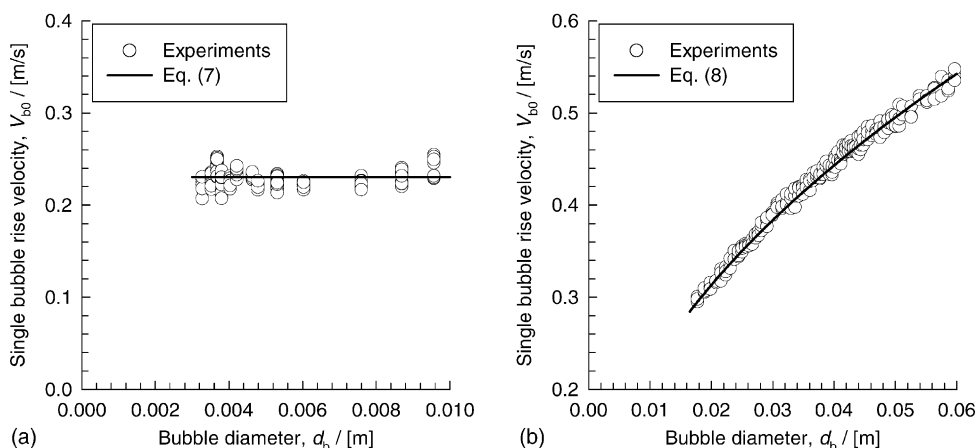 0.4
0.3
0.2
0.1
0.0
Single bubble rise velocity, V_b0 / [m/s]
Experiments
Eq. (7)
0.000 0.002 0.004 0.006 0.008 0.010
(a) Bubble diameter, d_b / [m]
0.6
0.5
0.4
0.3
0.2
Single bubble rise velocity, V_b0 / [m/s]
Experiments
Eq. (8)
0.00 0.01 0.02 0.03 0.04 0.05 0.06
(b) Bubble diameter, d_b / [m]